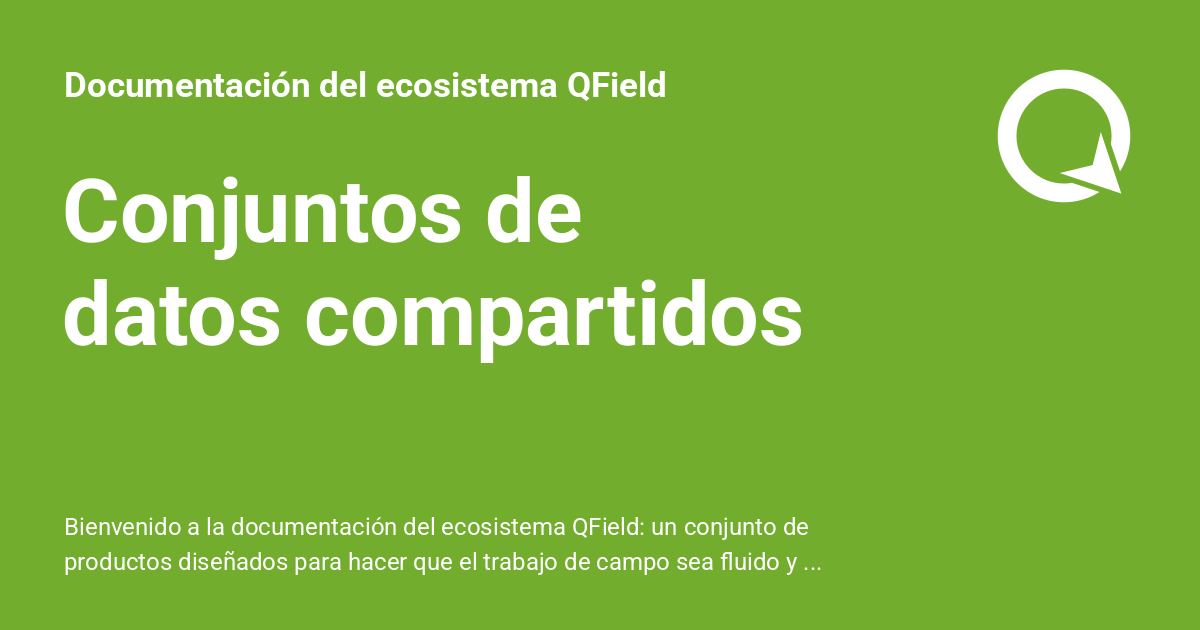 Documentación del ecosistema QField
Conjuntos de
datos compartidos
Bienvenido a la documentación del ecosistema QField: un conjunto de
productos diseñados para hacer que el trabajo de campo sea fluido y ...